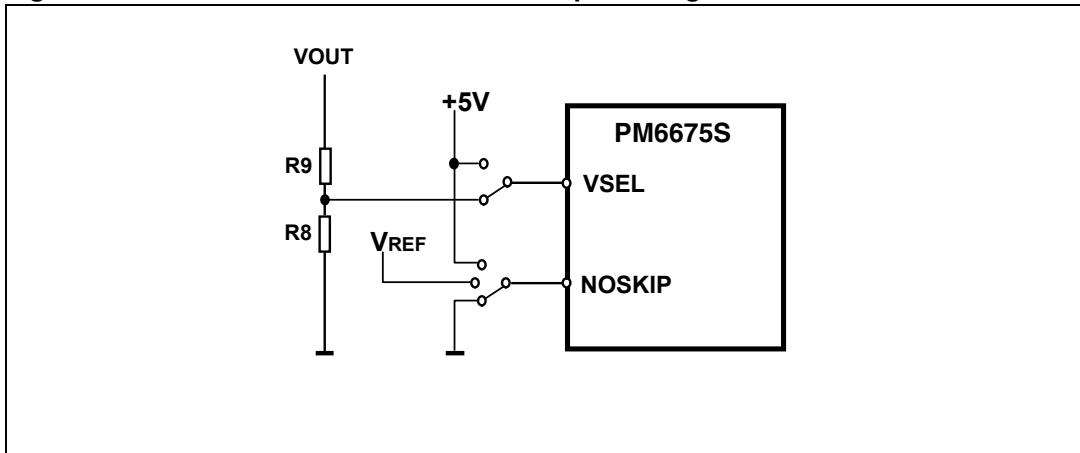 VOUT
+5V
PM6675S
R9
VSEL
R8
VREF
NOSKIP